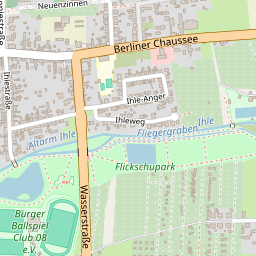 Neuenzinnen
Berliner Chaussee
Ihlestraße
Ihle-Anger
Ihleweg
Fliegergraben
Ihle
Altarm Ihle
Flickschupark
Wasserstraße
Burger
Ballspiel
Club 08
e.V.